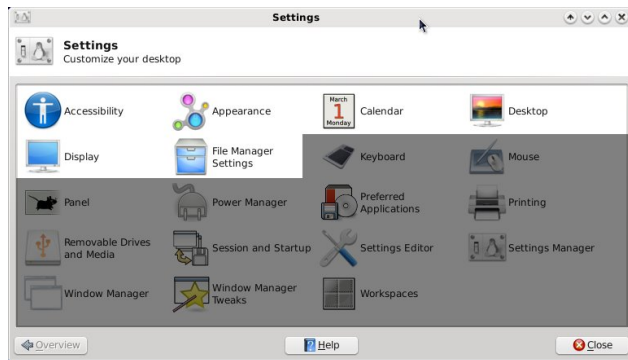 Settings
Settings
Customize your desktop
Accessibility
Appearance
March
1
Monday
Calendar
Desktop
Display
File Manager
Settings
Keyboard
Mouse
Panel
Power Manager
Preferred
Applications
Printing
Removable Drives
and Media
Session and Startup
Settings Editor
Settings Manager
Window Manager
Window Manager
Tweaks
Workspaces
Overview
Help
Close